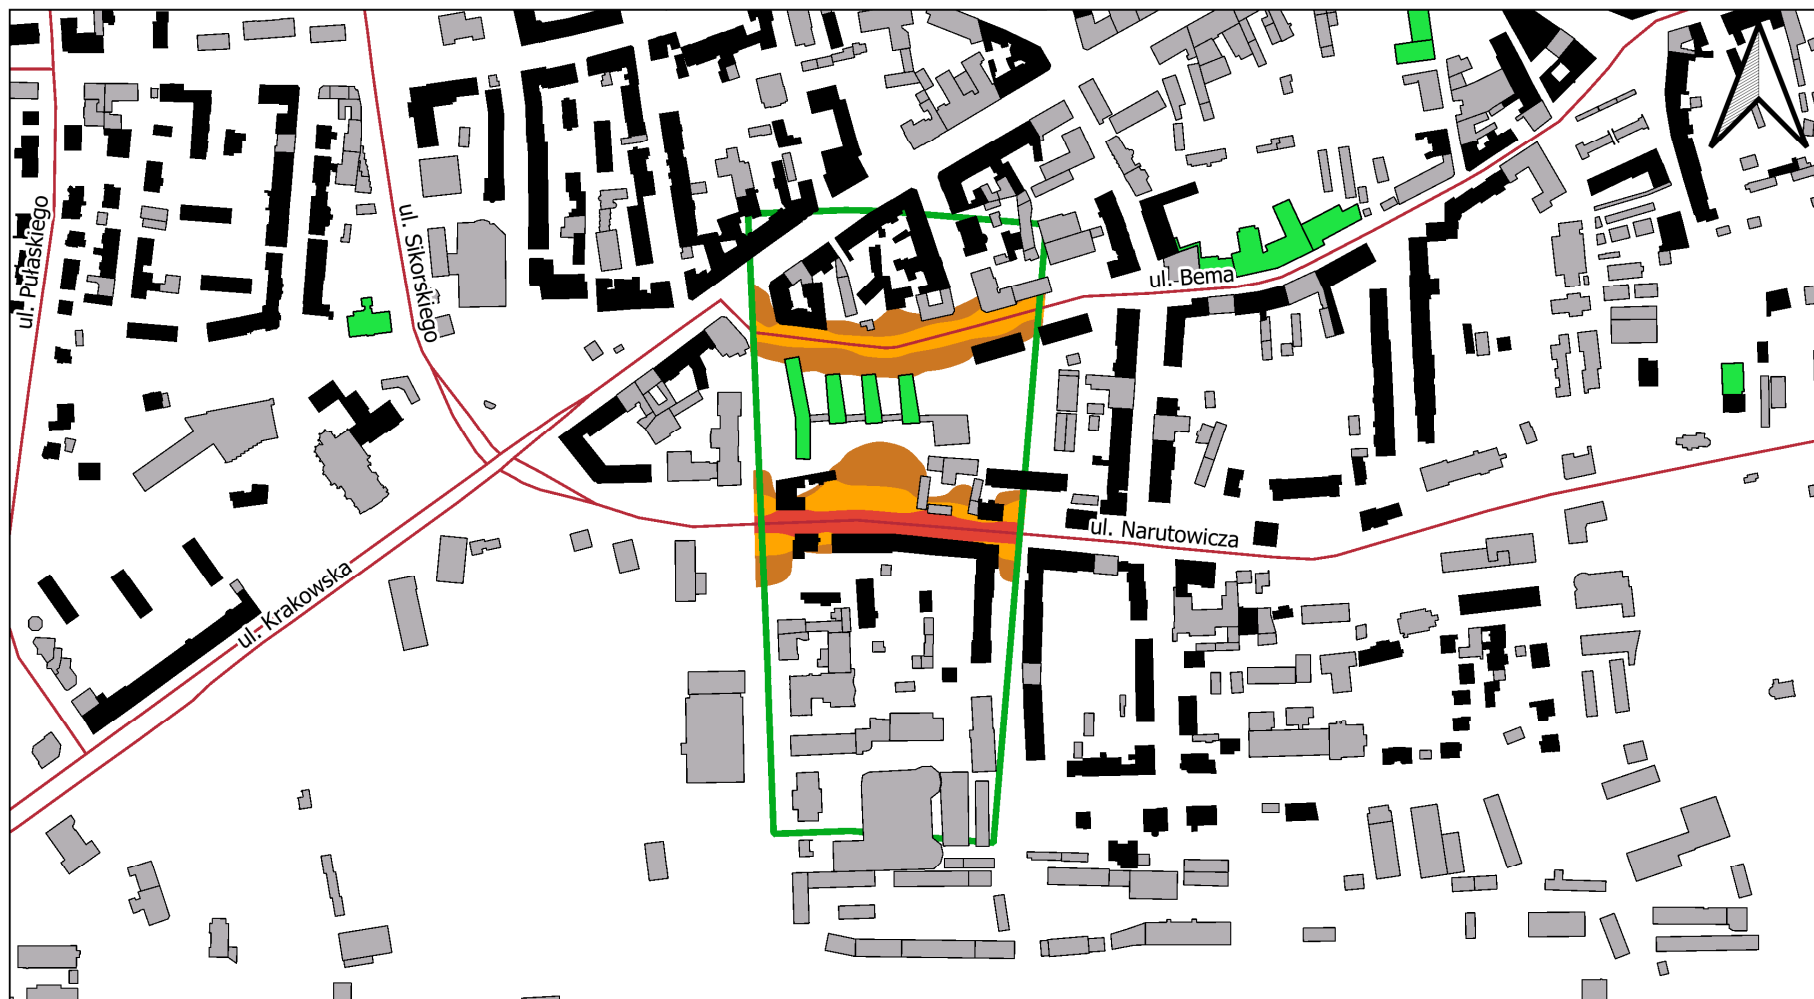 ul. Pułaskiego
ul. Sikorskiego
ul. Bema
ul. Narutowicza
ul. Krakowska